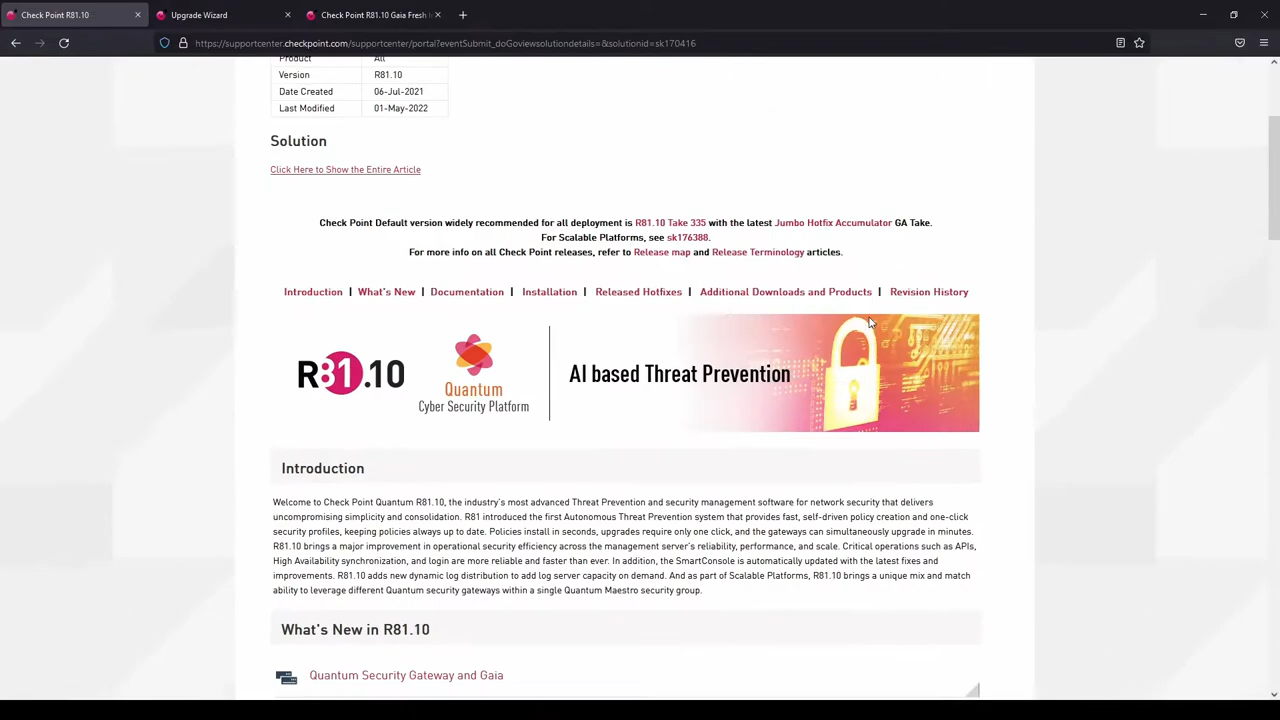 Check Point R81.10
Upgrade Wizard
Check Point R81.10 Gaia Fresh
https://supportcenter.checkpoint.com/supportcenter/portal?eventSubmit_doGoviewsolutiondetails=&solutionid=sk170416
Product All
Version R81.10
Date Created 06-Jul-2021
Last Modified 01-May-2022
Solution
Click Here to Show the Entire Article
Check Point Default version widely recommended for all deployment is R81.10 Take 335 with the latest Jumbo Hotfix Accumulator GA Take.
For Scalable Platforms, see sk176388.
For more info on all Check Point releases, refer to Release map and Release Terminology articles.
Introduction | What's New | Documentation | Installation | Released Hotfixes | Additional Downloads and Products | Revision History
R81.10
Quantum
Cyber Security Platform
AI based Threat Prevention
Introduction
Welcome to Check Point Quantum R81.10, the industry's most advanced Threat Prevention and security management software for network security that delivers
uncompromising simplicity and consolidation. R81 introduced the first Autonomous Threat Prevention system that provides fast, self-driven policy creation and one-click
security profiles, keeping policies always up to date. Policies install in seconds, upgrades require only one click, and the gateways can simultaneously upgrade in minutes.
R81.10 brings a major improvement in operational security efficiency across the management server's reliability, performance, and scale. Critical operations such as APIs,
High Availability synchronization, and login are more reliable and faster than ever. In addition, the SmartConsole is automatically updated with the latest fixes and
improvements. R81.10 adds new dynamic log distribution to add log server capacity on demand. And as part of Scalable Platforms, R81.10 brings a unique mix and match
ability to leverage different Quantum security gateways within a single Quantum Maestro security group.
What's New in R81.10
Quantum Security Gateway and Gaia